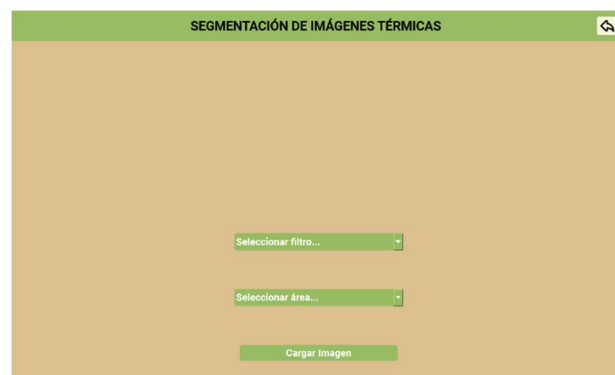 SEGMENTACIÓN DE IMÁGENES TÉRMICAS
Seleccionar filtro...
Seleccionar área...
Cargar Imagen